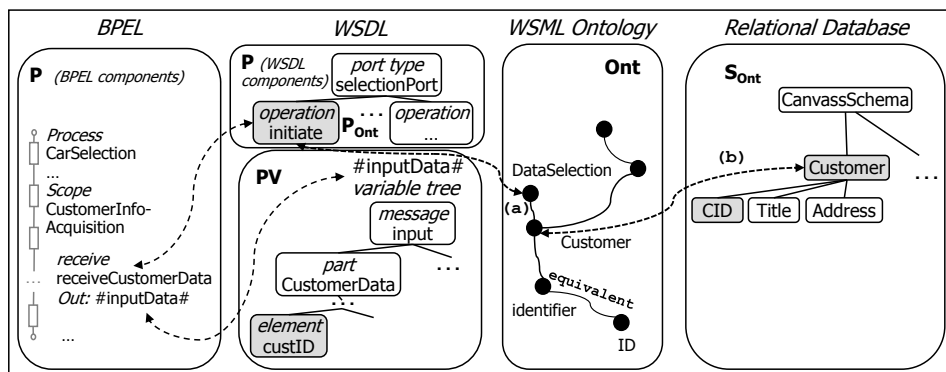 BPEL
WSDL
WSML Ontology
Relational Database
P (BPEL components)
Process
CarSelection
...
Scope
CustomerInfo-
Acquisition
receive
... receiveCustomerData
Out: #inputData#
...
P (WSDL
components)
port type
selectionPort
...
operation
initiate
P_Ont
operation
...
PV
#inputData#
variable tree
message
input
...
part
CustomerData
...
element
custID
Ont
DataSelection
(a)
Customer
equivalent
identifier
ID
S_Ont
CanvassSchema
(b)
Customer
...
CID
Title
Address